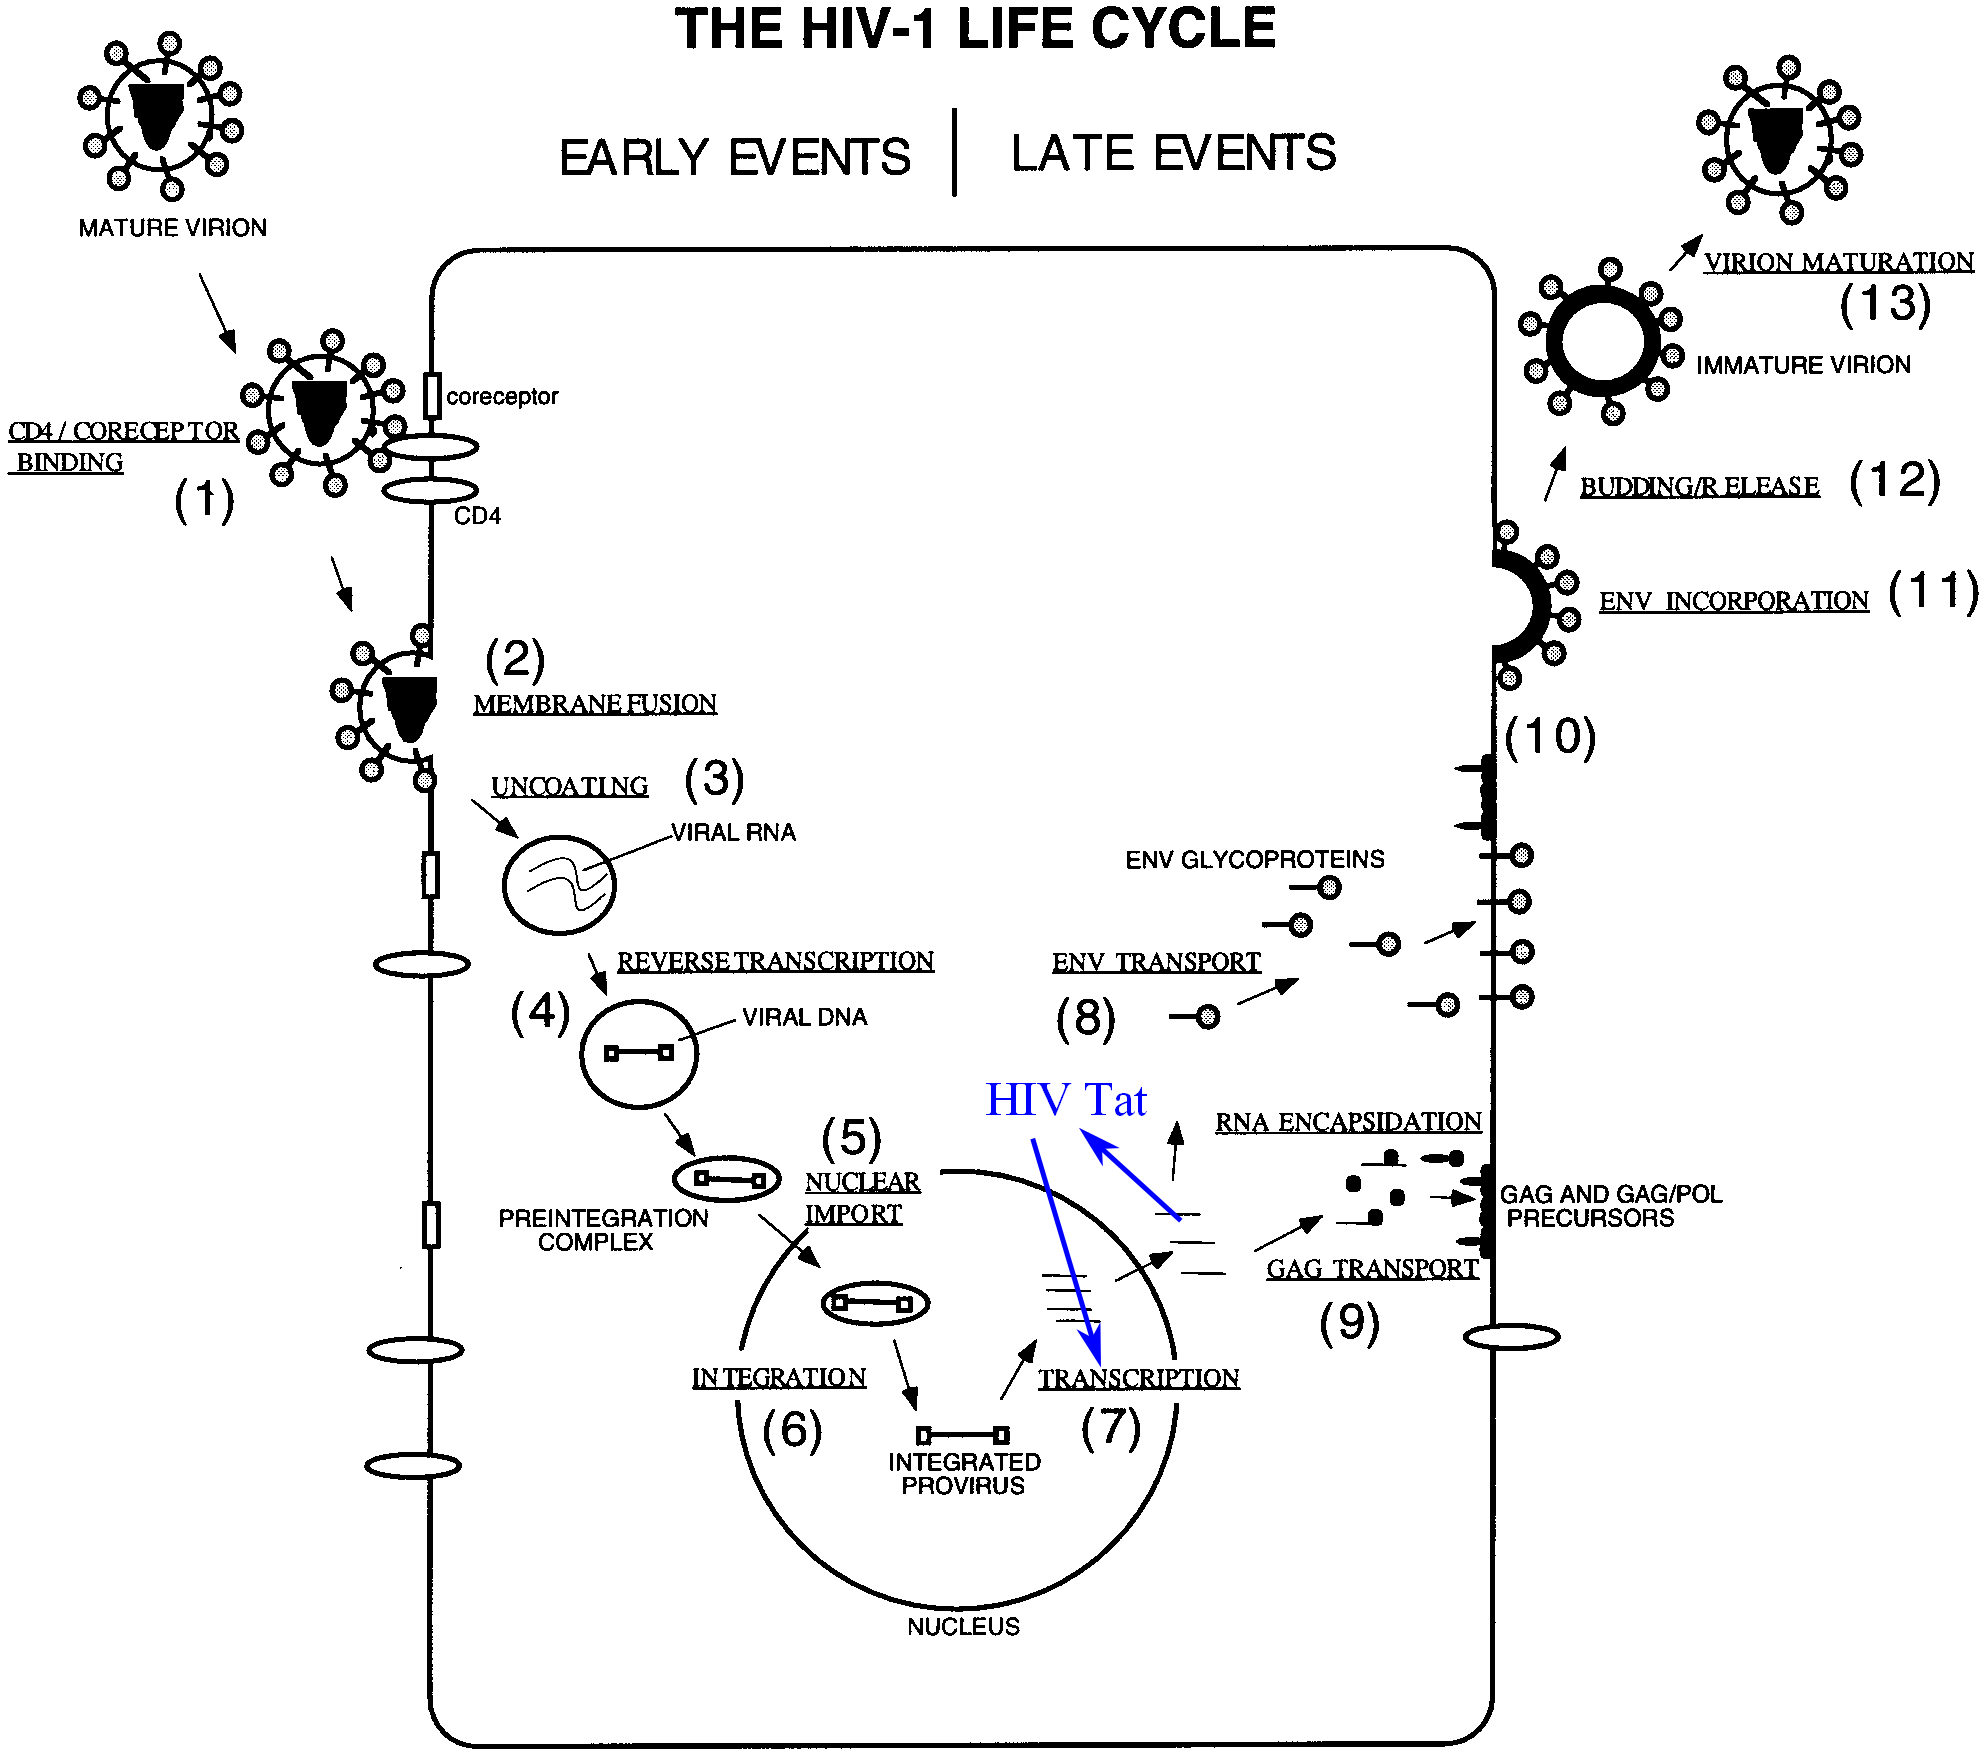 THE HIV-1 LIFE CYCLE
EARLY EVENTS
LATE EVENTS
MATURE VIRION
CD4 / CORECEPTOR
BINDING
(1)
coreceptor
CD4
(2)
MEMBRANE FUSION
UNCOATING
(3)
VIRAL RNA
REVERSE TRANSCRIPTION
(4)
VIRAL DNA
(5)
NUCLEAR
IMPORT
PREINTEGRATION
COMPLEX
INTEGRATION
(6)
INTEGRATED
PROVIRUS
NUCLEUS
TRANSCRIPTION
(7)
HIV Tat
ENV GLYCOPROTEINS
ENV TRANSPORT
(8)
RNA ENCAPSIDATION
GAG TRANSPORT
(9)
GAG AND GAG/POL
PRECURSORS
(10)
ENV INCORPORATION
(11)
BUDDING/RELEASE
(12)
IMMATURE VIRION
VIRION MATURATION
(13)